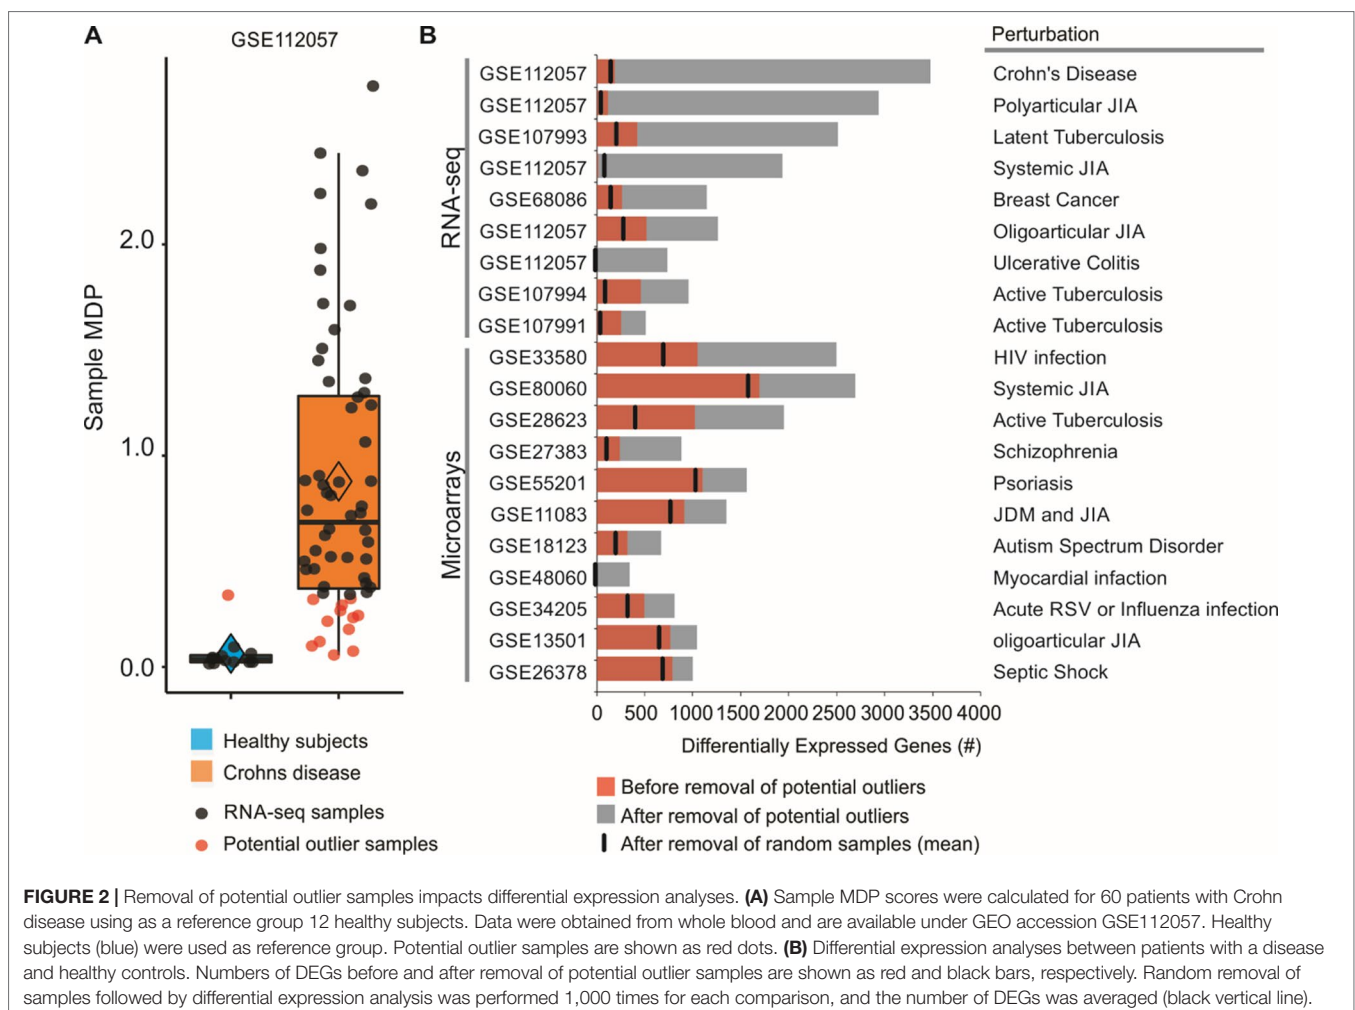 A
GSE112057
Sample MDP
2.0
1.0
0.0
Healthy subjects
Crohns disease
RNA-seq samples
Potential outlier samples
B
Perturbation
RNA-seq
GSE112057 Crohn's Disease
GSE112057 Polyarticular JIA
GSE107993 Latent Tuberculosis
GSE112057 Systemic JIA
GSE68086 Breast Cancer
GSE112057 Oligoarticular JIA
GSE112057 Ulcerative Colitis
GSE107994 Active Tuberculosis
GSE107991 Active Tuberculosis
Microarrays
GSE33580 HIV infection
GSE80060 Systemic JIA
GSE28623 Active Tuberculosis
GSE27383 Schizophrenia
GSE55201 Psoriasis
GSE11083 JDM and JIA
GSE18123 Autism Spectrum Disorder
GSE48060 Myocardial infaction
GSE34205 Acute RSV or Influenza infection
GSE13501 oligoarticular JIA
GSE26378 Septic Shock
0 500 1000 1500 2000 2500 3000 3500 4000
Differentially Expressed Genes (#)
Before removal of potential outliers
After removal of potential outliers
After removal of random samples (mean)
FIGURE 2 | Removal of potential outlier samples impacts differential expression analyses. (A) Sample MDP scores were calculated for 60 patients with Crohn
disease using as a reference group 12 healthy subjects. Data were obtained from whole blood and are available under GEO accession GSE112057. Healthy
subjects (blue) were used as reference group. Potential outlier samples are shown as red dots. (B) Differential expression analyses between patients with a disease
and healthy controls. Numbers of DEGs before and after removal of potential outlier samples are shown as red and black bars, respectively. Random removal of
samples followed by differential expression analysis was performed 1,000 times for each comparison, and the number of DEGs was averaged (black vertical line).